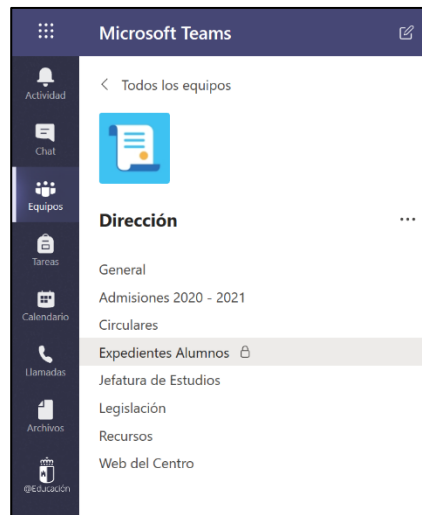 Microsoft Teams
Actividad
Chat
Equipos
Tareas
Calendario
Llamadas
Archivos
@Educación
Todos los equipos
Dirección
General
Admisiones 2020 - 2021
Circulares
Expedientes Alumnos
Jefatura de Estudios
Legislación
Recursos
Web del Centro